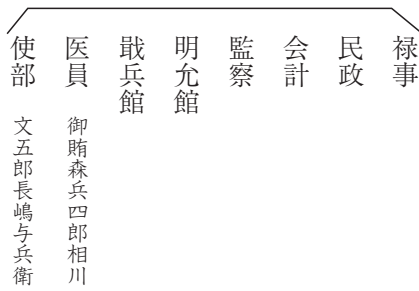 禄事
民政
会計
監察
明允館
戢兵館
医員 御賄森兵四郎相川
使部 文五郎長嶋与兵衛